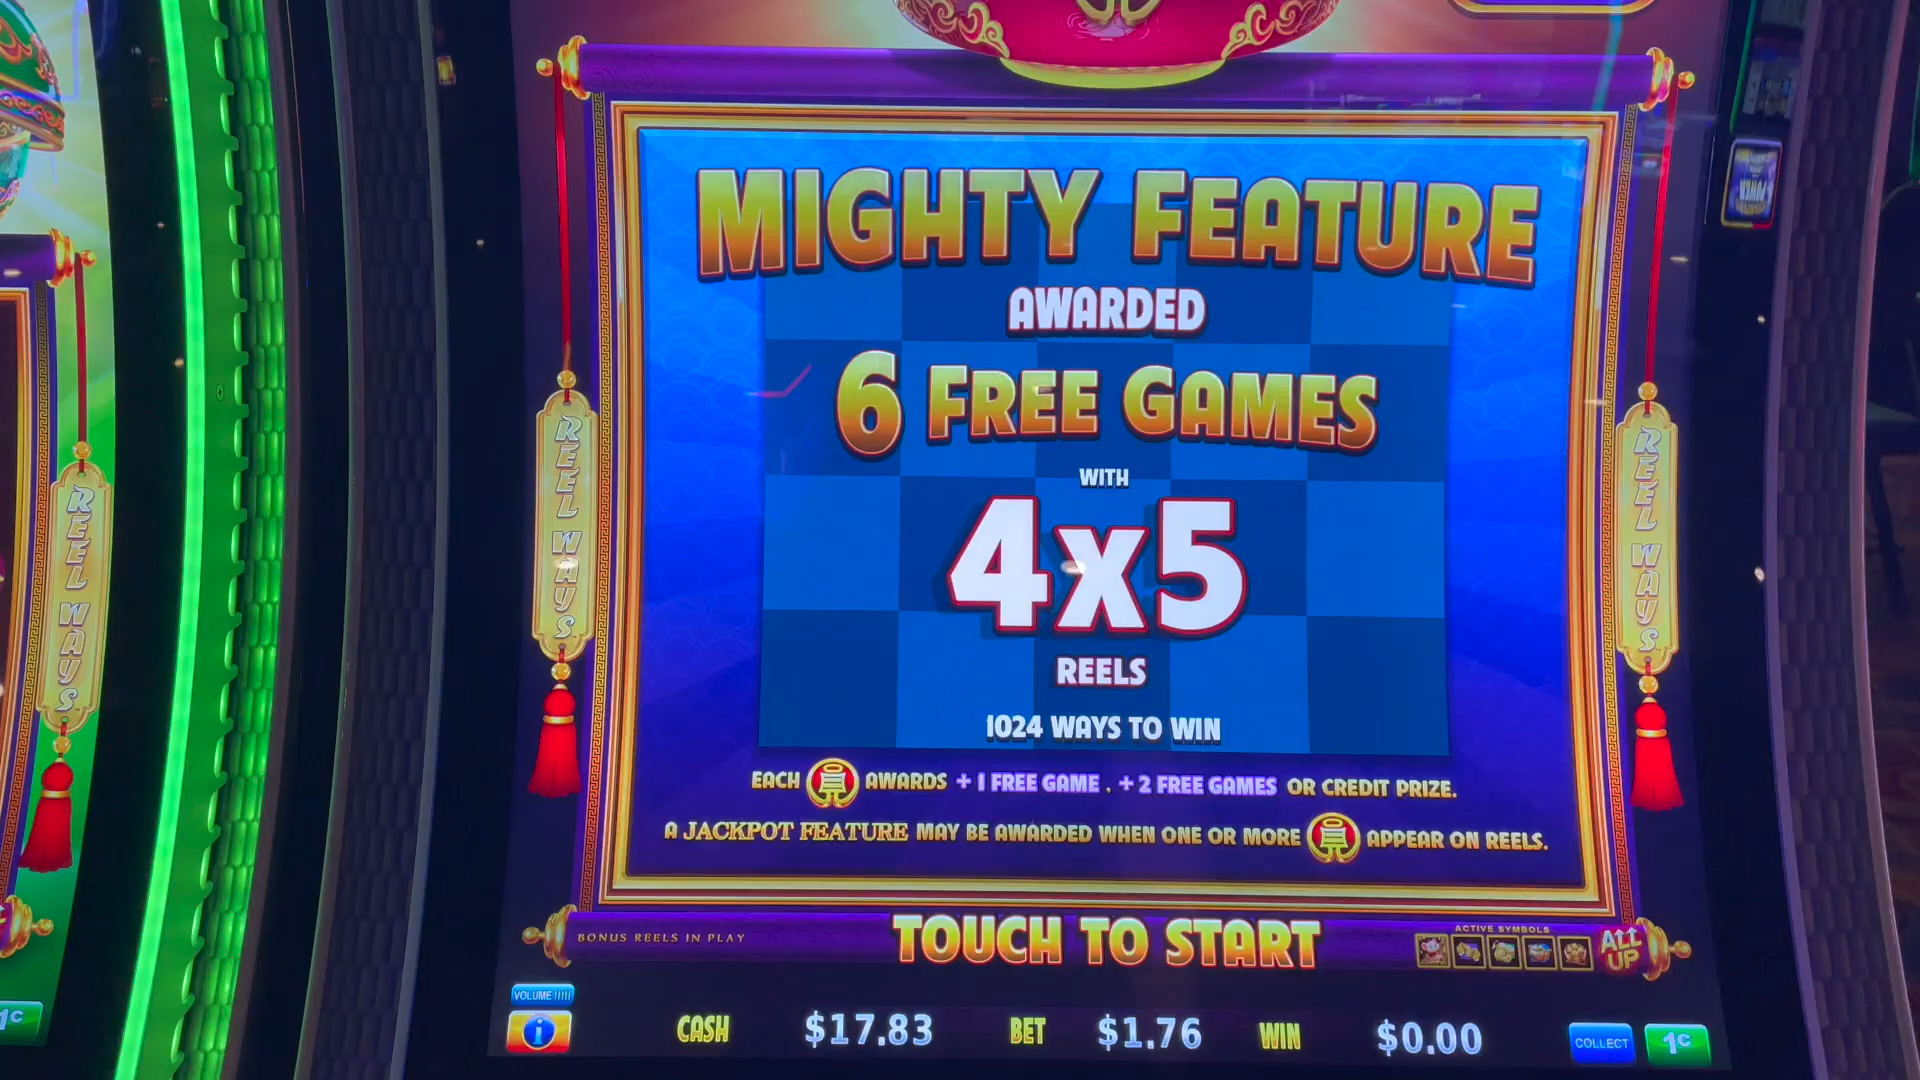 MIGHTY FEATURE
AWARDED
6 FREE GAMES
WITH
4x5
REELS
1024 WAYS TO WIN
EACH AWARDS +1 FREE GAME, +2 FREE GAMES OR CREDIT PRIZE.
A JACKPOT FEATURE MAY BE AWARDED WHEN ONE OR MORE APPEAR ON REELS.
REEL WAYS
REEL WAYS
REEL WAYS
BONUS REELS IN PLAY
TOUCH TO START
ACTIVE SYMBOLS
ALL UP
VOLUME
CASH $17.83 BET $1.76 WIN $0.00
COLLECT
1¢
1¢